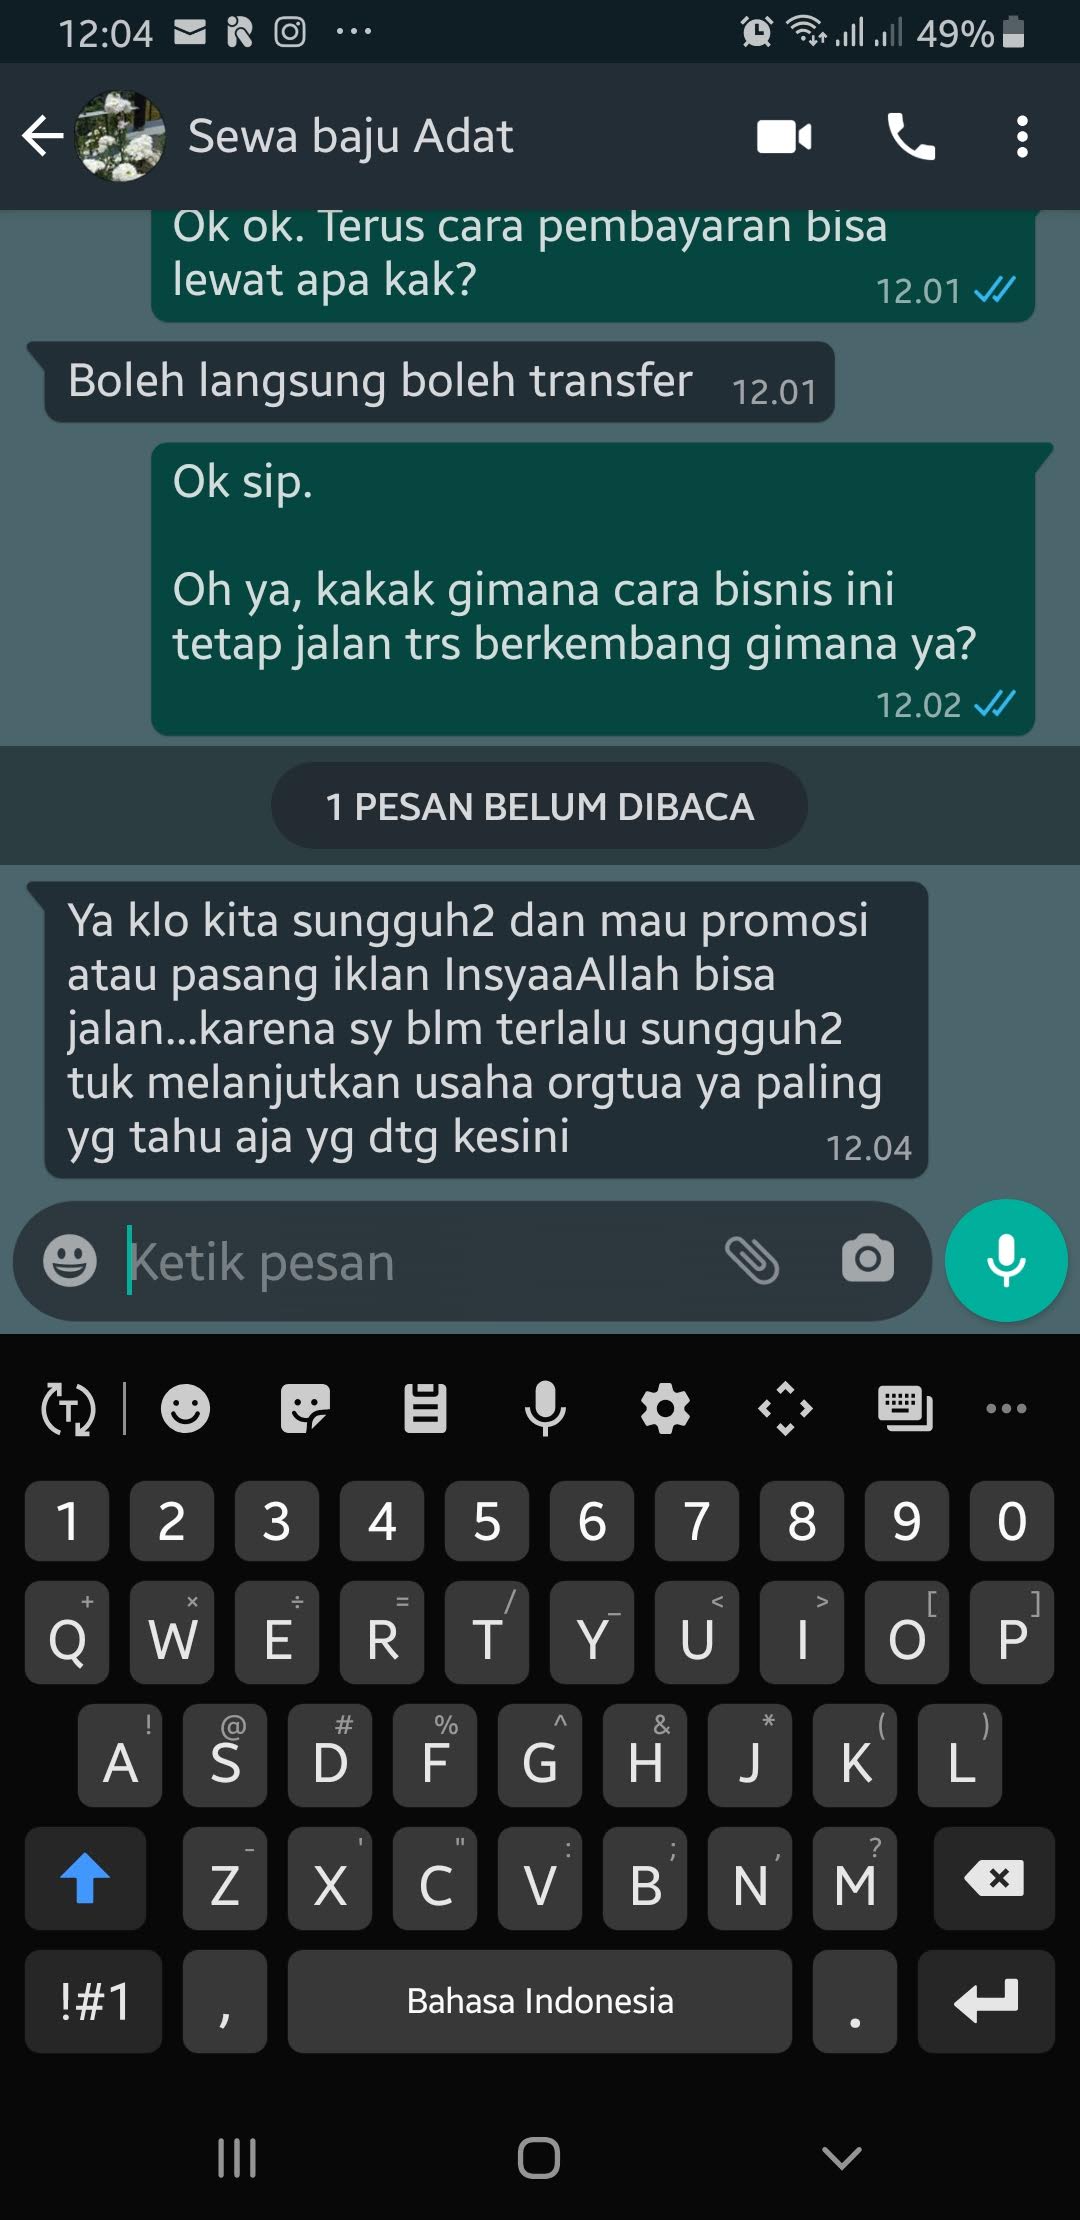 12:04 49%
Sewa baju Adat
Ok ok. Terus cara pembayaran bisa
lewat apa kak?
12.01
Boleh langsung boleh transfer 12.01
Ok sip.
Oh ya, kakak gimana cara bisnis ini
tetap jalan trs berkembang gimana ya?
12.02
1 PESAN BELUM DIBACA
Ya klo kita sungguh2 dan mau promosi
atau pasang iklan InsyaaAllah bisa
jalan...karena sy blm terlalu sungguh2
tuk melanjutkan usaha orgtua ya paling
yg tahu aja yg dtg kesini
12.04
Ketik pesan
T
1 2 3 4 5 6 7 8 9 0
+ × ÷ = / _ < > [ ]
Q W E R T Y U I O P
! @ # % ^ & * ( )
A S D F G H J K L
- ' " : ; , ?
Z X C V B N M
!#1 , Bahasa Indonesia .